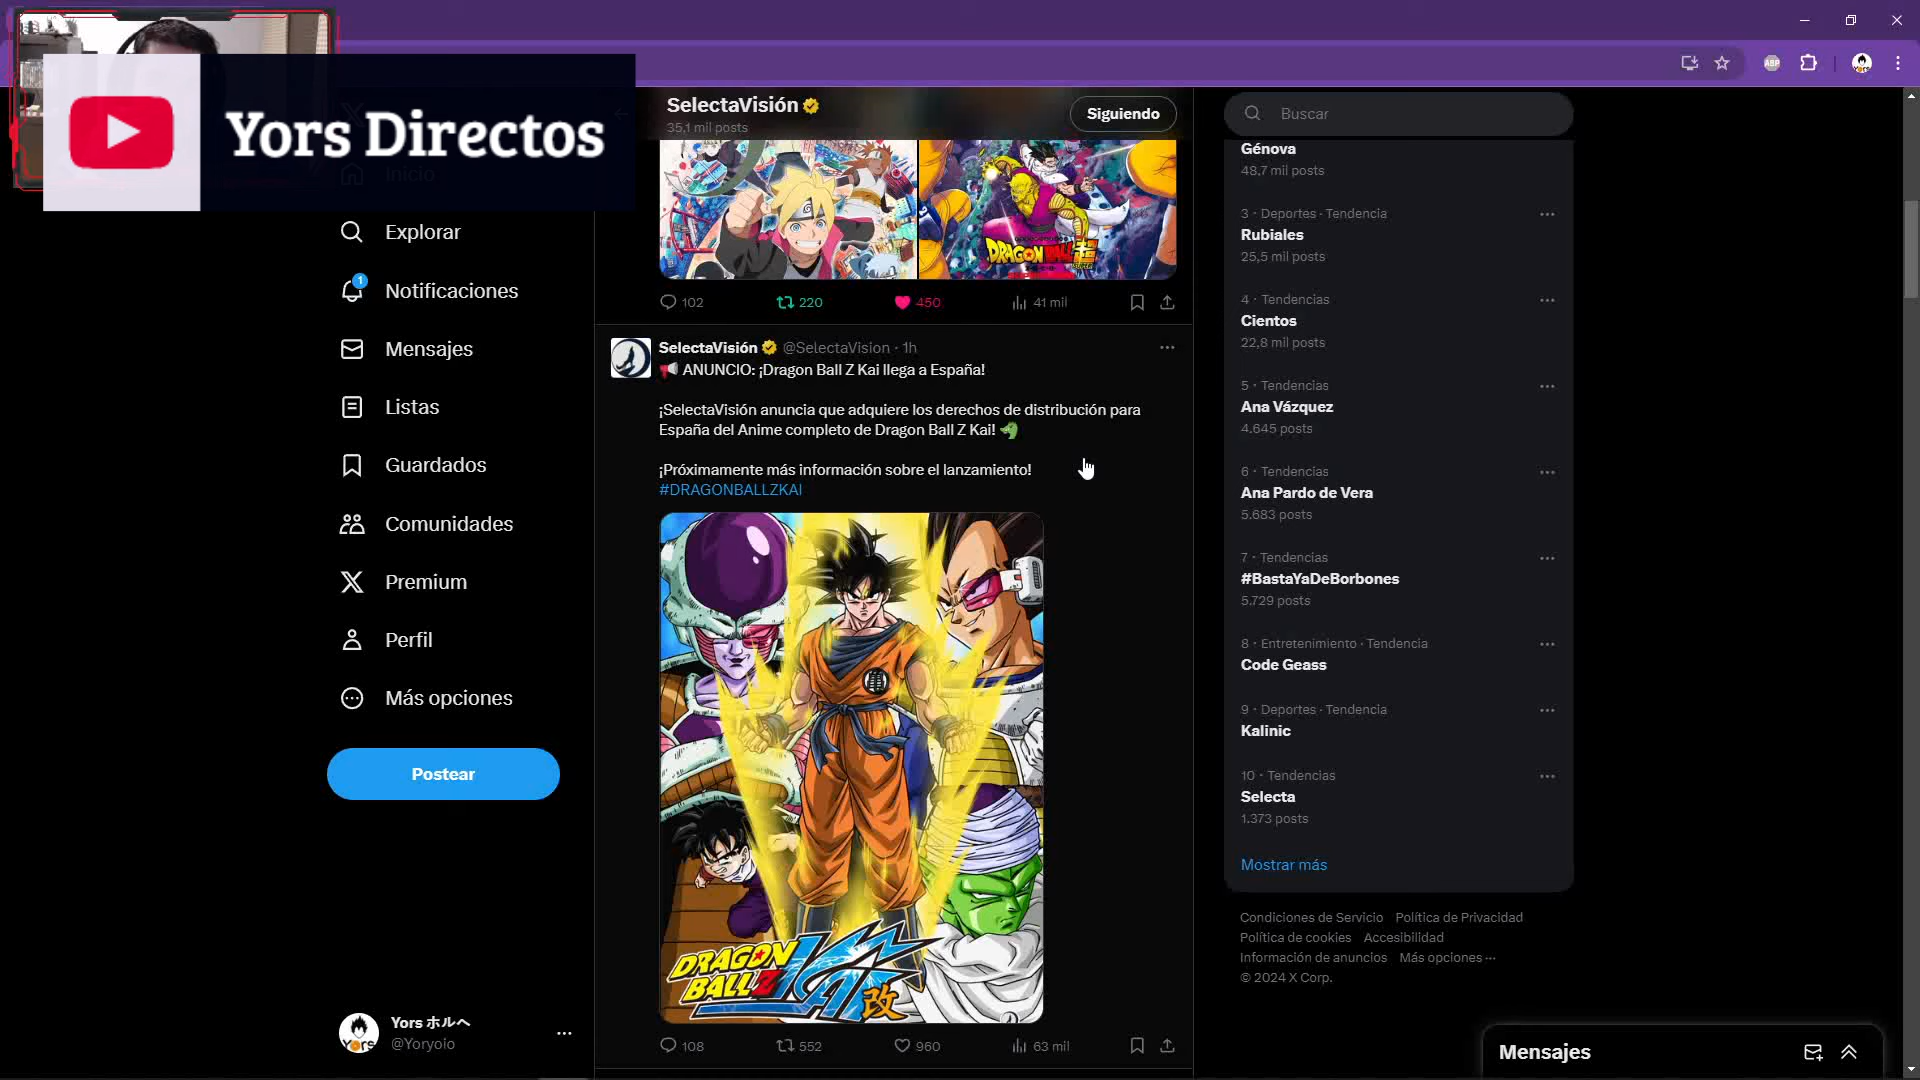 Yors Directos
Inicio
Explorar
1
Notificaciones
Mensajes
Listas
Guardados
Comunidades
Premium
Perfil
Más opciones
Postear
Yors ホルヘ
@Yoryoio
SelectaVisión
35,1 mil posts
Siguiendo
DRAGON BALL 超
102
220
450
41 mil
SelectaVisión @SelectaVision · 1h
ANUNCIO: ¡Dragon Ball Z Kai llega a España!
¡SelectaVisión anuncia que adquiere los derechos de distribución para
España del Anime completo de Dragon Ball Z Kai!
¡Próximamente más información sobre el lanzamiento!
#DRAGONBALLZKAI
DRAGON
BALL Z KAI 改
108
552
960
63 mil
ABP
Buscar
Génova
48,7 mil posts
3 · Deportes · Tendencia
Rubiales
25,5 mil posts
4 · Tendencias
Cientos
22,8 mil posts
5 · Tendencias
Ana Vázquez
4.645 posts
6 · Tendencias
Ana Pardo de Vera
5.683 posts
7 · Tendencias
#BastaYaDeBorbones
5.729 posts
8 · Entretenimiento · Tendencia
Code Geass
9 · Deportes · Tendencia
Kalinic
10 · Tendencias
Selecta
1.373 posts
Mostrar más
Condiciones de Servicio Política de Privacidad
Política de cookies Accesibilidad
Información de anuncios Más opciones ···
© 2024 X Corp.
Mensajes